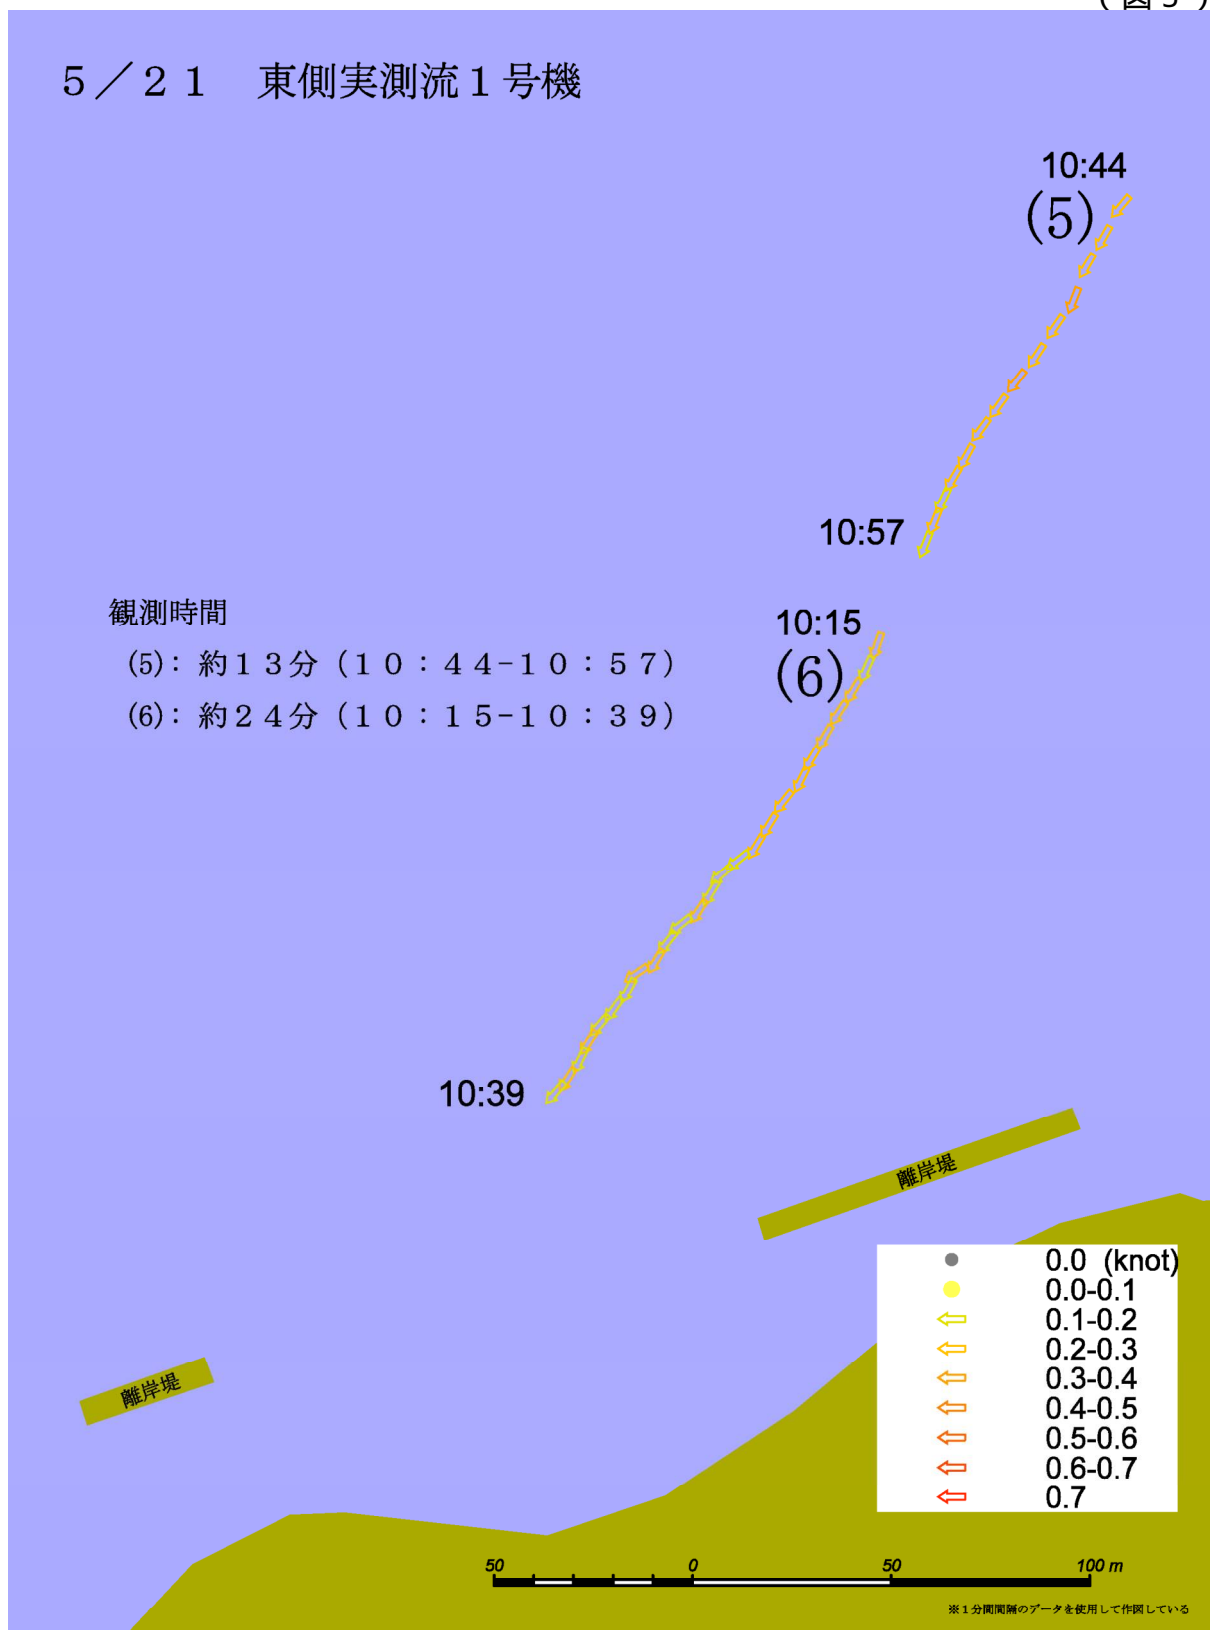 ５／２１　東側実測流１号機
10:44
(5)
10:57
観測時間
(5)：約１３分（１０：４４-１０：５７）
(6)：約２４分（１０：１５-１０：３９）
10:15
(6)
10:39
離岸堤
離岸堤
0.0 (knot)
0.0-0.1
0.1-0.2
0.2-0.3
0.3-0.4
0.4-0.5
0.5-0.6
0.6-0.7
0.7
50 0 50 100 m
※１分間間隔のデータを使用して作図している